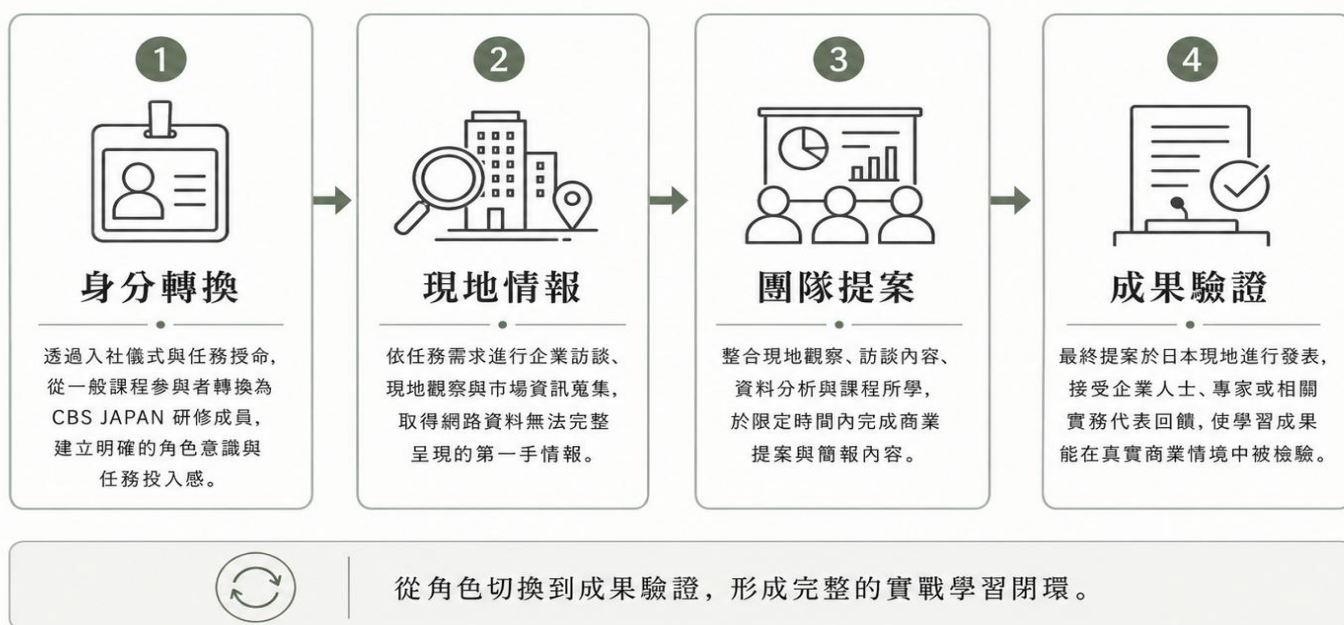 1
身分轉換
透過入社儀式與任務授命,
從一般課程參與者轉換為
CBS JAPAN 研修成員,
建立明確的角色意識與
任務投入感。
2
現地情報
依任務需求進行企業訪談、
現地觀察與市場資訊蒐集,
取得網路資料無法完整
呈現的第一手情報。
3
團隊提案
整合現地觀察、訪談內容、
資料分析與課程所學,
於限定時間內完成商業
提案與簡報內容。
4
成果驗證
最終提案於日本現地進行發表,
接受企業人士、專家或相關
實務代表回饋, 使學習成果
能在真實商業情境中被檢驗。
從角色切換到成果驗證, 形成完整的實戰學習閉環。